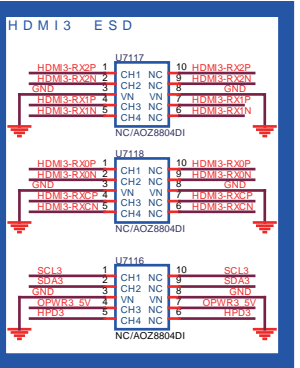 HDMI3 ESD
U7117
HDMI3-RX2P 1 CH1 NC 10 HDMI3-RX2P
HDMI3-RX2N 2 CH2 NC 9 HDMI3-RX2N
GND 3 VN VN 8 GND
HDMI3-RX1P 4 CH3 NC 7 HDMI3-RX1P
HDMI3-RX1N 5 CH4 NC 6 HDMI3-RX1N
NC/AOZ8804DI
U7118
HDMI3-RX0P 1 CH1 NC 10 HDMI3-RX0P
HDMI3-RX0N 2 CH2 NC 9 HDMI3-RX0N
GND 3 VN VN 8 GND
HDMI3-RXCP 4 CH3 NC 7 HDMI3-RXCP
HDMI3-RXCN 5 CH4 NC 6 HDMI3-RXCN
NC/AOZ8804DI
U7116
SCL3 1 CH1 NC 10 SCL3
SDA3 2 CH2 NC 9 SDA3
GND 3 VN VN 8 GND
OPWR3_5V 4 CH3 NC 7 OPWR3_5V
HPD3 5 CH4 NC 6 HPD3
NC/AOZ8804DI